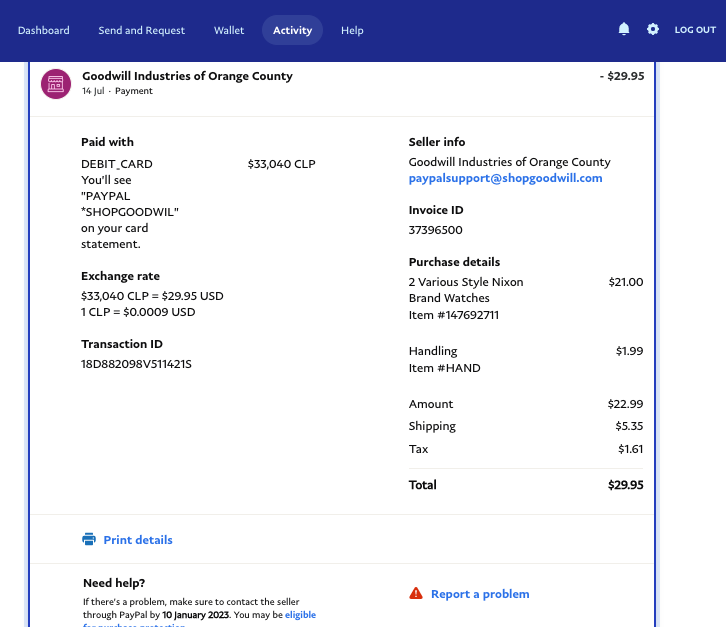 Dashboard Send and Request Wallet Activity Help LOG OUT
Goodwill Industries of Orange County - $29.95
14 Jul · Payment
Paid with
DEBIT_CARD $33,040 CLP
You'll see
"PAYPAL
*SHOPGOODWIL"
on your card
statement.
Exchange rate
$33,040 CLP = $29.95 USD
1 CLP = $0.0009 USD
Transaction ID
18D882098V511421S
Seller info
Goodwill Industries of Orange County
paypalsupport@shopgoodwill.com
Invoice ID
37396500
Purchase details
2 Various Style Nixon $21.00
Brand Watches
Item #147692711
Handling $1.99
Item #HAND
Amount $22.99
Shipping $5.35
Tax $1.61
Total $29.95
Print details
Need help?
If there's a problem, make sure to contact the seller
through PayPal by 10 January 2023. You may be eligible
for purchase protection.
Report a problem